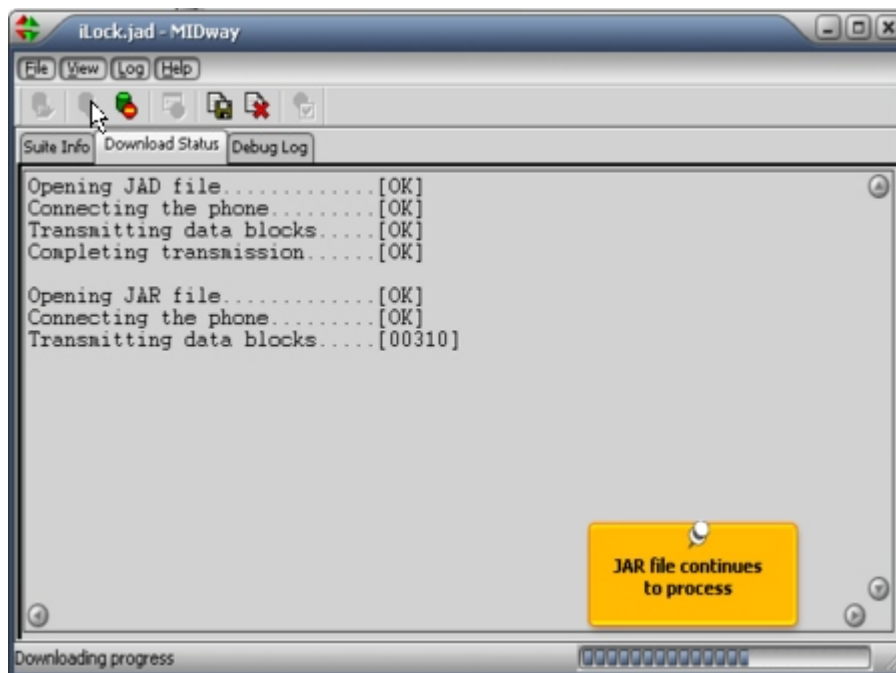 iLock.jad - MIDway
File View Log Help
Suite Info Download Status Debug Log
Opening JAD file.............[OK]
Connecting the phone.........[OK]
Transmitting data blocks.....[OK]
Completing transmission......[OK]
Opening JAR file.............[OK]
Connecting the phone.........[OK]
Transmitting data blocks.....[00310]
JAR file continues
to process
Downloading progress